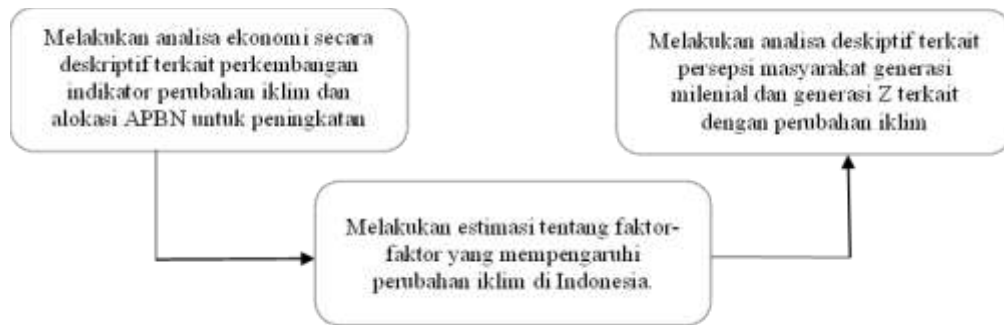 Melakukan analisa ekonomi secara
deskriptif terkait perkembangan
indikator perubahan iklim dan
alokasi APBN untuk peningkatan
Melakukan estimasi tentang faktor-
faktor yang mempengaruhi
perubahan iklim di Indonesia.
Melakukan analisa deskiptif terkait
persepsi masyarakat generasi
milenial dan generasi Z terkait
dengan perubahan iklim